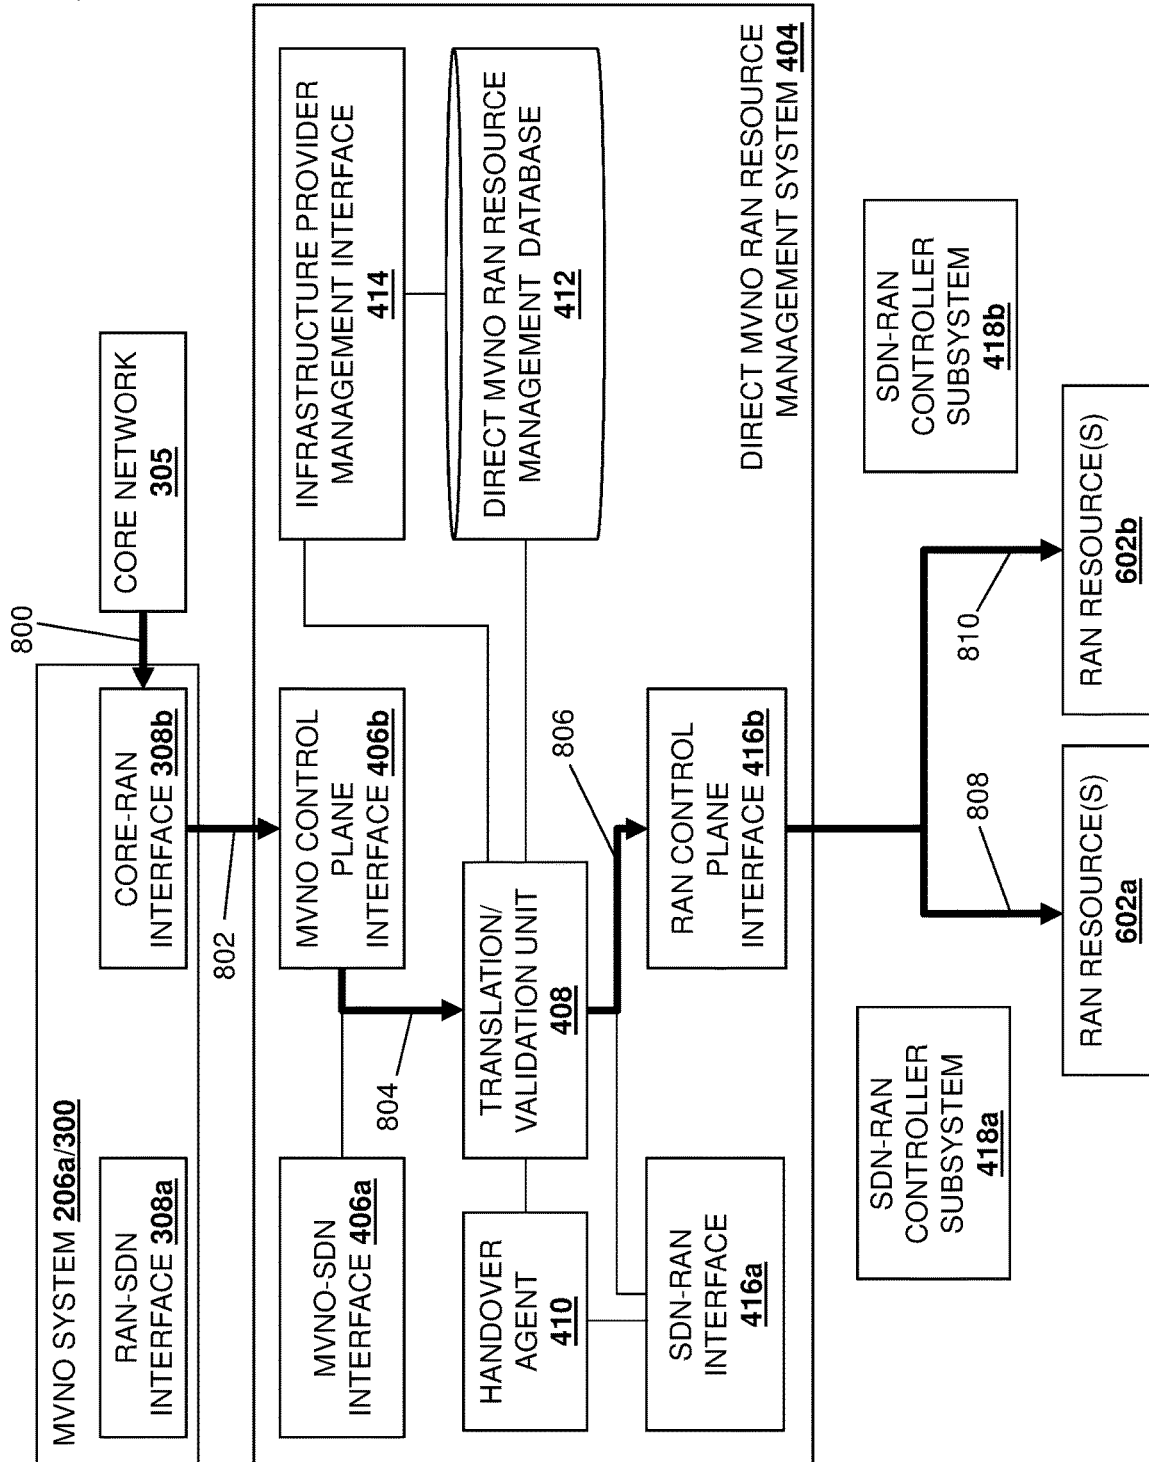 MVNO SYSTEM 206a/300
RAN-SDN
INTERFACE 308a
CORE-RAN
INTERFACE 308b
800
CORE NETWORK
305
802
MVNO-SDN
INTERFACE 406a
MVNO CONTROL
PLANE
INTERFACE 406b
INFRASTRUCTURE PROVIDER
MANAGEMENT INTERFACE
414
804
HANDOVER
AGENT
410
TRANSLATION/
VALIDATION UNIT
408
DIRECT MVNO RAN RESOURCE
MANAGEMENT DATABASE
412
806
SDN-RAN
INTERFACE
416a
RAN CONTROL
PLANE
INTERFACE 416b
DIRECT MVNO RAN RESOURCE
MANAGEMENT SYSTEM 404
SDN-RAN
CONTROLLER
SUBSYSTEM
418a
SDN-RAN
CONTROLLER
SUBSYSTEM
418b
808
810
RAN RESOURCE(S)
602a
RAN RESOURCE(S)
602b